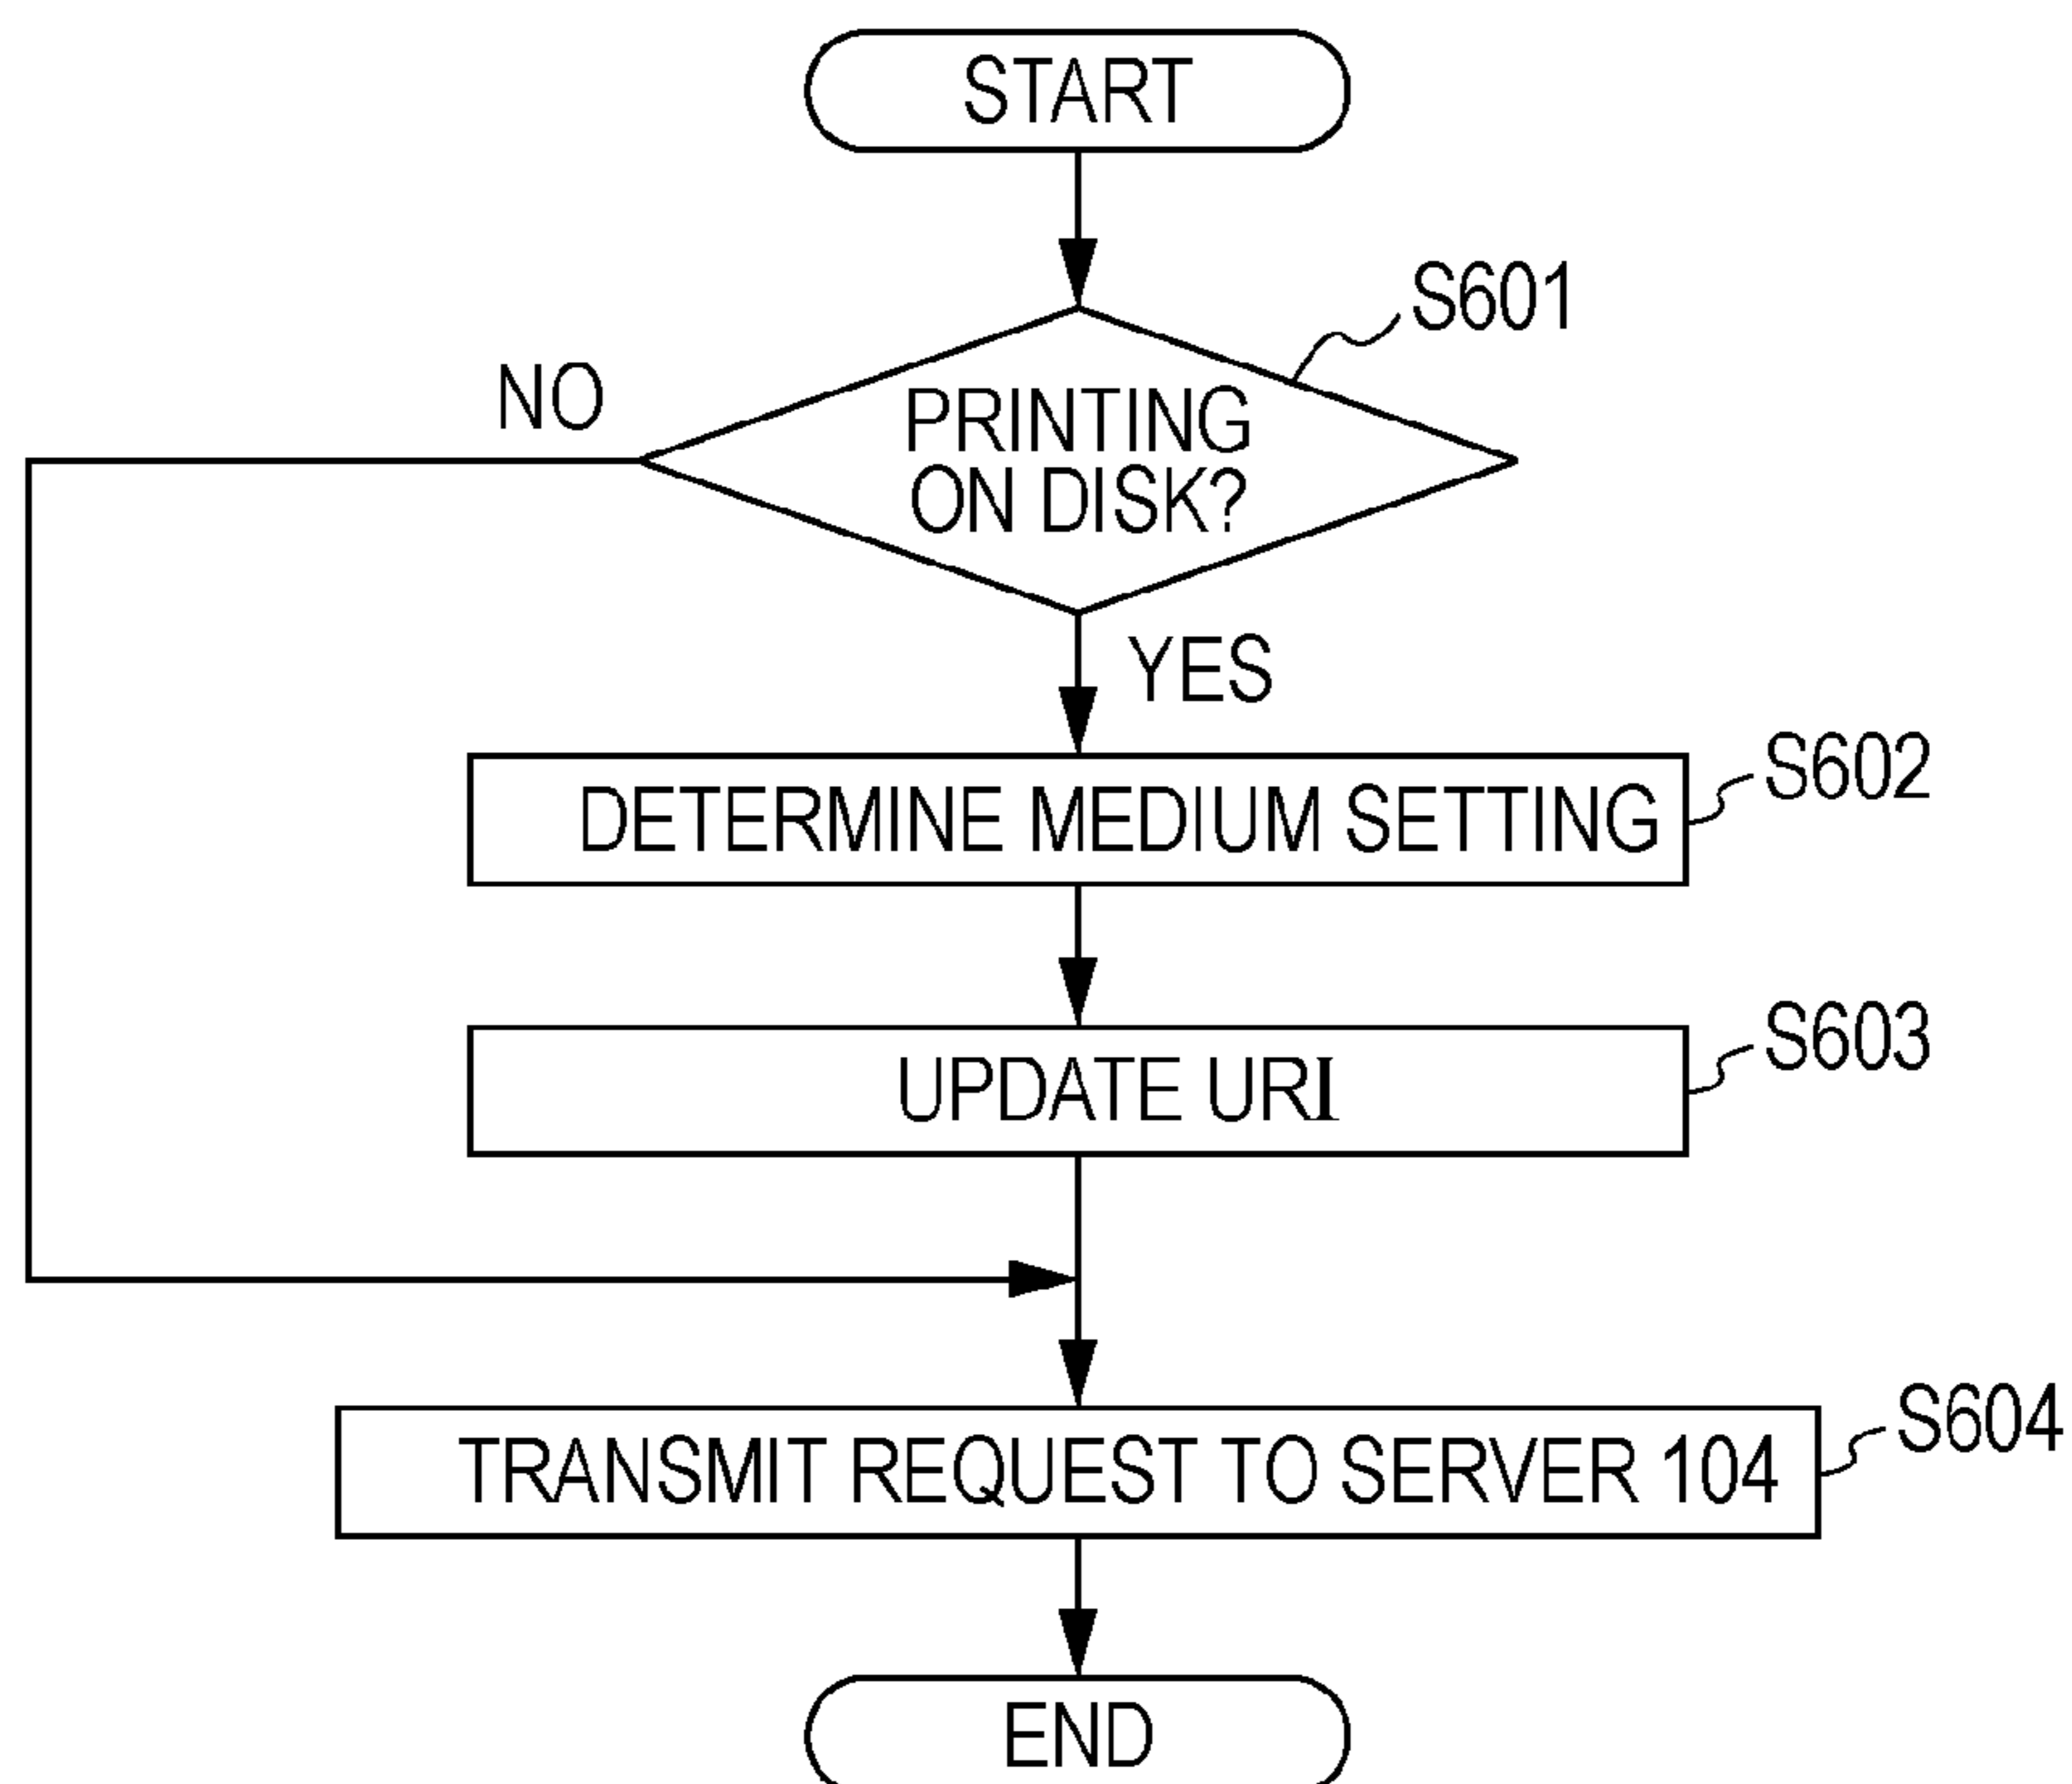 START
S601
NO
PRINTING
ON DISK?
YES
DETERMINE MEDIUM SETTING
S602
UPDATE URI
S603
TRANSMIT REQUEST TO SERVER 104
S604
END